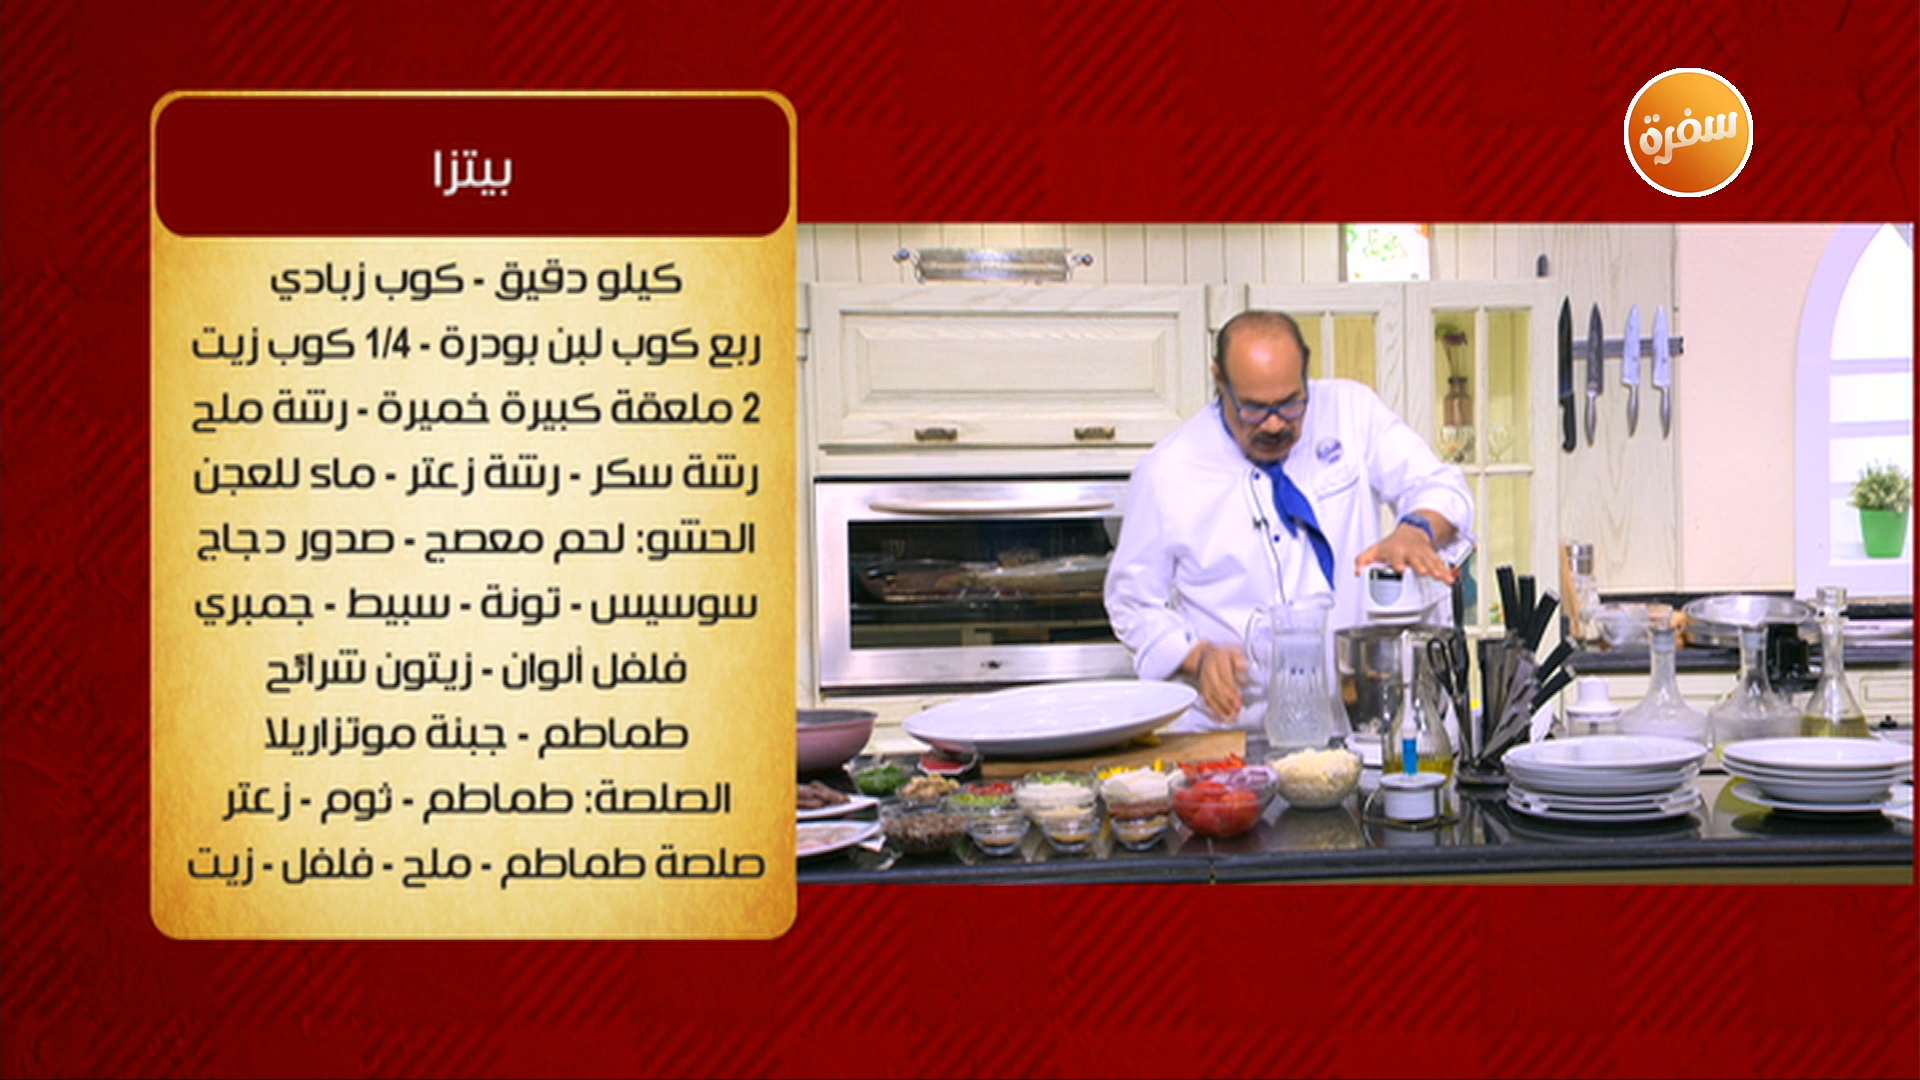 سفرة
بيتزا
كيلو دقيق - كوب زبادي
ربع كوب لبن بودرة - 1/4 كوب زيت
2 ملعقة كبيرة خميرة - رشة ملح
رشة سكر - رشة زعتر - ماء للعجن
الحشو: لحم معصج - صدور دجاج
سوسيس - تونة - سبيط - جمبري
فلفل ألوان - زيتون شرائح
طماطم - جبنة موتزاريلا
الصلصة: طماطم - ثوم - زعتر
صلصة طماطم - ملح - فلفل - زيت